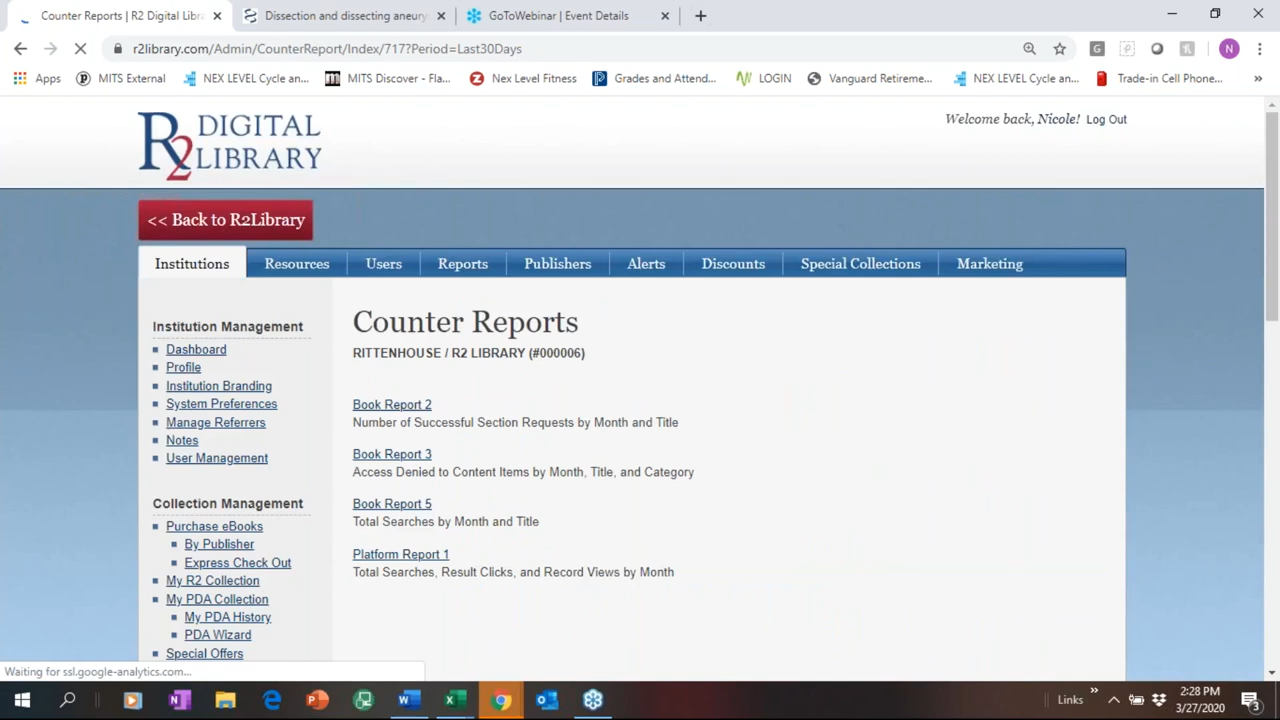 Counter Reports | R2 Digital Libra
Dissection and dissecting aneury
GoToWebinar | Event Details
r2library.com/Admin/CounterReport/Index/717?Period=Last30Days
N
Apps
MITS External
NEX LEVEL Cycle an...
MITS Discover - Fla...
Nex Level Fitness
Grades and Attend...
LOGIN
Vanguard Retireme...
NEX LEVEL Cycle an...
Trade-in Cell Phone...
»
R2 DIGITAL LIBRARY
Welcome back, Nicole! Log Out
<< Back to R2Library
Institutions
Resources
Users
Reports
Publishers
Alerts
Discounts
Special Collections
Marketing
Institution Management
Dashboard
Profile
Institution Branding
System Preferences
Manage Referrers
Notes
User Management
Collection Management
Purchase eBooks
By Publisher
Express Check Out
My R2 Collection
My PDA Collection
My PDA History
PDA Wizard
Special Offers
Counter Reports
RITTENHOUSE / R2 LIBRARY (#000006)
Book Report 2
Number of Successful Section Requests by Month and Title
Book Report 3
Access Denied to Content Items by Month, Title, and Category
Book Report 5
Total Searches by Month and Title
Platform Report 1
Total Searches, Result Clicks, and Record Views by Month
Waiting for ssl.google-analytics.com...
Links
»
2:28 PM
3/27/2020
3